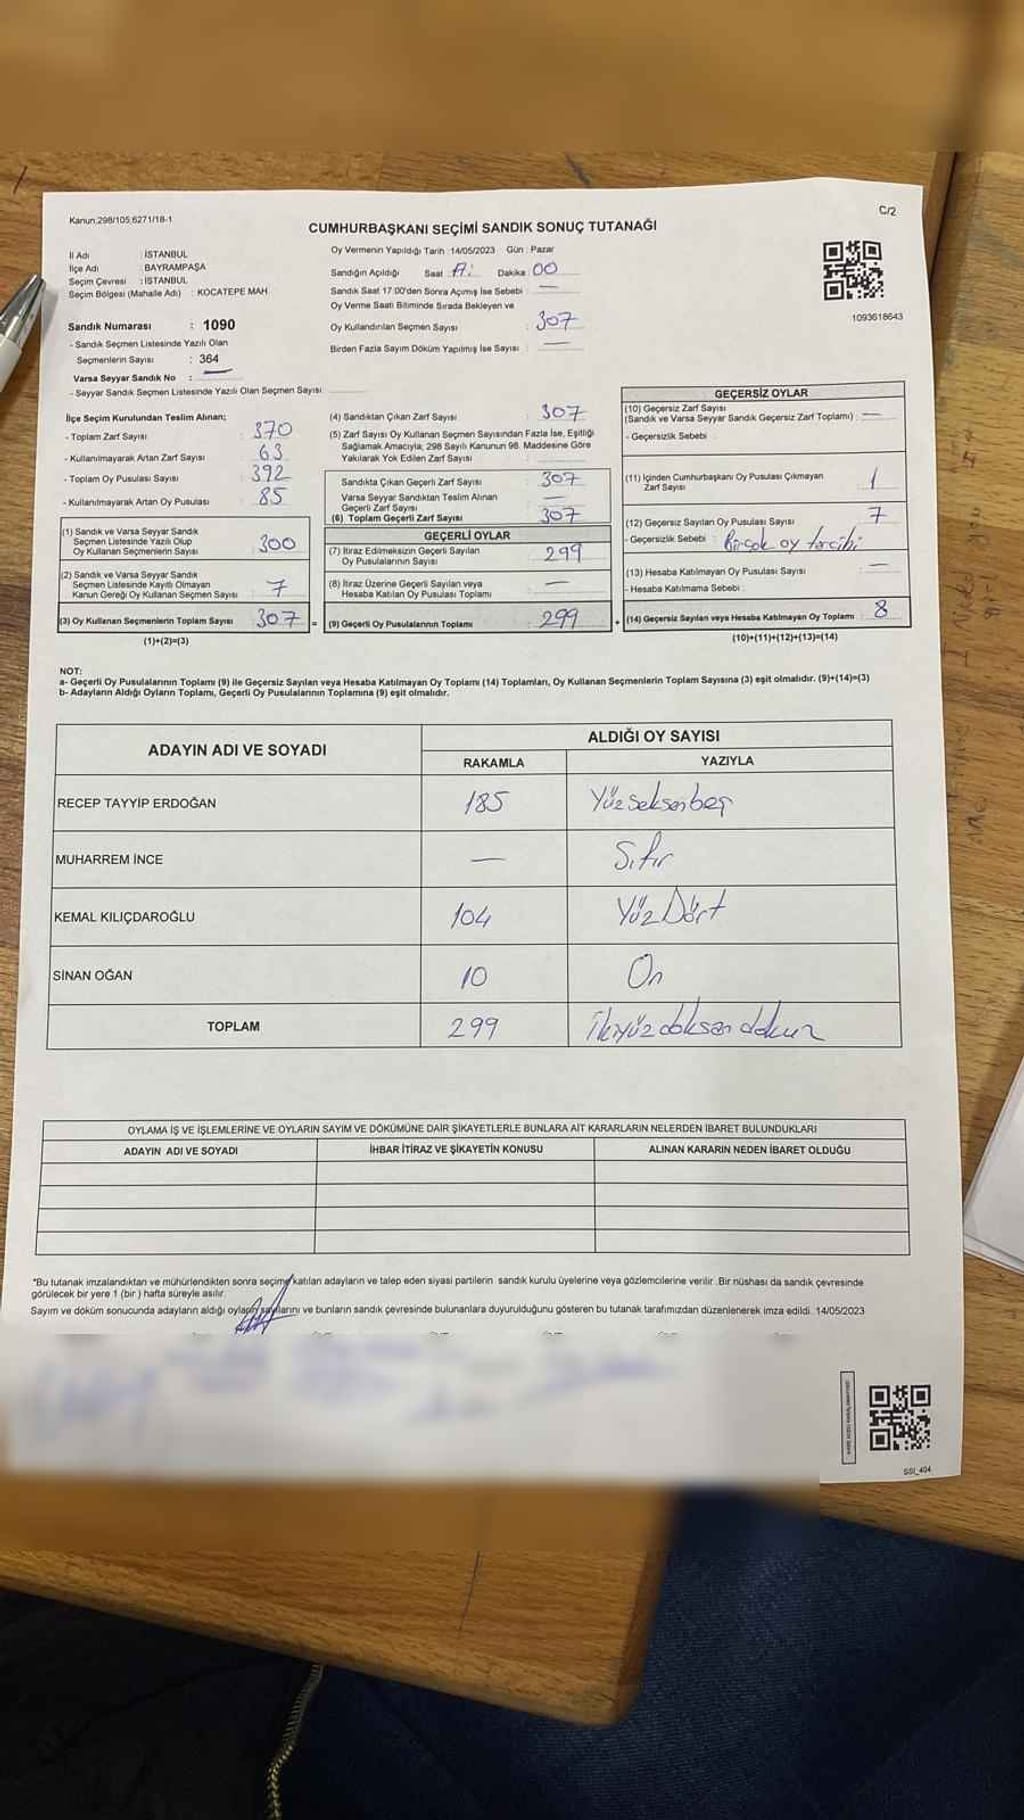 Kanun.298/105;6271/18-1
C/2
CUMHURBAŞKANI SEÇİMİ SANDIK SONUÇ TUTANAĞI
İl Adı : İSTANBUL
İlçe Adı : BAYRAMPAŞA
Seçim Çevresi : İSTANBUL
Seçim Bölgesi (Mahalle Adı) : KOCATEPE MAH.
Sandık Numarası : 1090
- Sandık Seçmen Listesinde Yazılı Olan
Seçmenlerin Sayısı : 364
Varsa Seyyar Sandık No : —
- Seyyar Sandık Seçmen Listesinde Yazılı Olan Seçmen Sayısı:
Oy Vermenin Yapıldığı Tarih :14/05/2023 Gün : Pazar
Sandığın Açıldığı Saat : Dakika : 00
Sandık Saat 17:00'den Sonra Açımış İse Sebebi : —
Oy Verme Saati Bitiminde Sırada Bekleyen ve
Oy Kullandırılan Seçmen Sayısı : 307
Birden Fazla Sayım Döküm Yapılmış İse Sayısı : —
1093618643
İlçe Seçim Kurulundan Teslim Alınan;
- Toplam Zarf Sayısı : 370
- Kullanılmayarak Artan Zarf Sayısı : 63
- Toplam Oy Pusulası Sayısı : 392
- Kullanılmayarak Artan Oy Pusulası : 85
(1) Sandık ve Varsa Seyyar Sandık
Seçmen Listesinde Yazılı Olup
Oy Kullanan Seçmenlerin Sayısı : 300
(2) Sandık ve Varsa Seyyar Sandık
Seçmen Listesinde Kayıtlı Olmayan
Kanun Gereği Oy Kullanan Seçmen Sayısı : 7
(3) Oy Kullanan Seçmenlerin Toplam Sayısı : 307 =
(1)+(2)=(3)
(4) Sandıktan Çıkan Zarf Sayısı : 307
(5) Zarf Sayısı Oy Kullanan Seçmen Sayısından Fazla İse, Eşitliği
Sağlamak Amacıyla; 298 Sayılı Kanunun 98. Maddesine Göre
Yakılarak Yok Edilen Zarf Sayısı :
Sandıkta Çıkan Geçerli Zarf Sayısı : 307
Varsa Seyyar Sandıktan Teslim Alınan
Geçerli Zarf Sayısı : —
(6) Toplam Geçerli Zarf Sayısı : 307
GEÇERLİ OYLAR
(7) İtiraz Edilmeksizin Geçerli Sayılan
Oy Pusulalarının Sayısı : 299
(8) İtiraz Üzerine Geçerli Sayılan veya
Hesaba Katılan Oy Pusulası Toplamı : —
(9) Geçerli Oy Pusulalarının Toplamı : 299 +
GEÇERSİZ OYLAR
(10) Geçersiz Zarf Sayısı
(Sandık ve Varsa Seyyar Sandık Geçersiz Zarf Toplamı) : —
- Geçersizlik Sebebi :
(11) İçinden Cumhurbaşkanı Oy Pusulası Çıkmayan
Zarf Sayısı : 1
(12) Geçersiz Sayılan Oy Pusulası Sayısı : 7
- Geçersizlik Sebebi : Birçok oy tercihi
(13) Hesaba Katılmayan Oy Pusulası Sayısı : —
- Hesaba Katılmama Sebebi :
(14) Geçersiz Sayılan veya Hesaba Katılmayan Oy Toplamı : 8
(10)+(11)+(12)+(13)=(14)
NOT:
a- Geçerli Oy Pusulalarının Toplamı (9) ile Geçersiz Sayılan veya Hesaba Katılmayan Oy Toplamı (14) Toplamları, Oy Kullanan Seçmenlerin Toplam Sayısına (3) eşit olmalıdır. (9)+(14)=(3)
b- Adayların Aldığı Oyların Toplamı, Geçerli Oy Pusulalarının Toplamına (9) eşit olmalıdır.
ADAYIN ADI VE SOYADI
ALDIĞI OY SAYISI
RAKAMLA YAZIYLA
RECEP TAYYİP ERDOĞAN 185 Yüzseksenbeş
MUHARREM İNCE — Sıfır
KEMAL KILIÇDAROĞLU 104 YüzDört
SİNAN OĞAN 10 On
TOPLAM 299 ikiyüzdoksan dokuz
OYLAMA İŞ VE İŞLEMLERİNE VE OYLARIN SAYIM VE DÖKÜMÜNE DAİR ŞİKAYETLERLE BUNLARA AİT KARARLARIN NELERDEN İBARET BULUNDUKLARI
ADAYIN ADI VE SOYADI İHBAR İTİRAZ VE ŞİKAYETİN KONUSU ALINAN KARARIN NEDEN İBARET OLDUĞU
*Bu tutanak imzalandıktan ve mühürlendikten sonra seçime katılan adayların ve talep eden siyasi partilerin sandık kurulu üyelerine veya gözlemcilerine verilir. Bir nüshası da sandık çevresinde
görülecek bir yere 1 (bir ) hafta süreyle asılır.
Sayım ve döküm sonucunda adayların aldığı oyların sayılarını ve bunların sandık çevresinde bulunanlara duyurulduğunu gösteren bu tutanak tarafımızdan düzenlenerek imza edildi. 14/05/2023
SSI_404